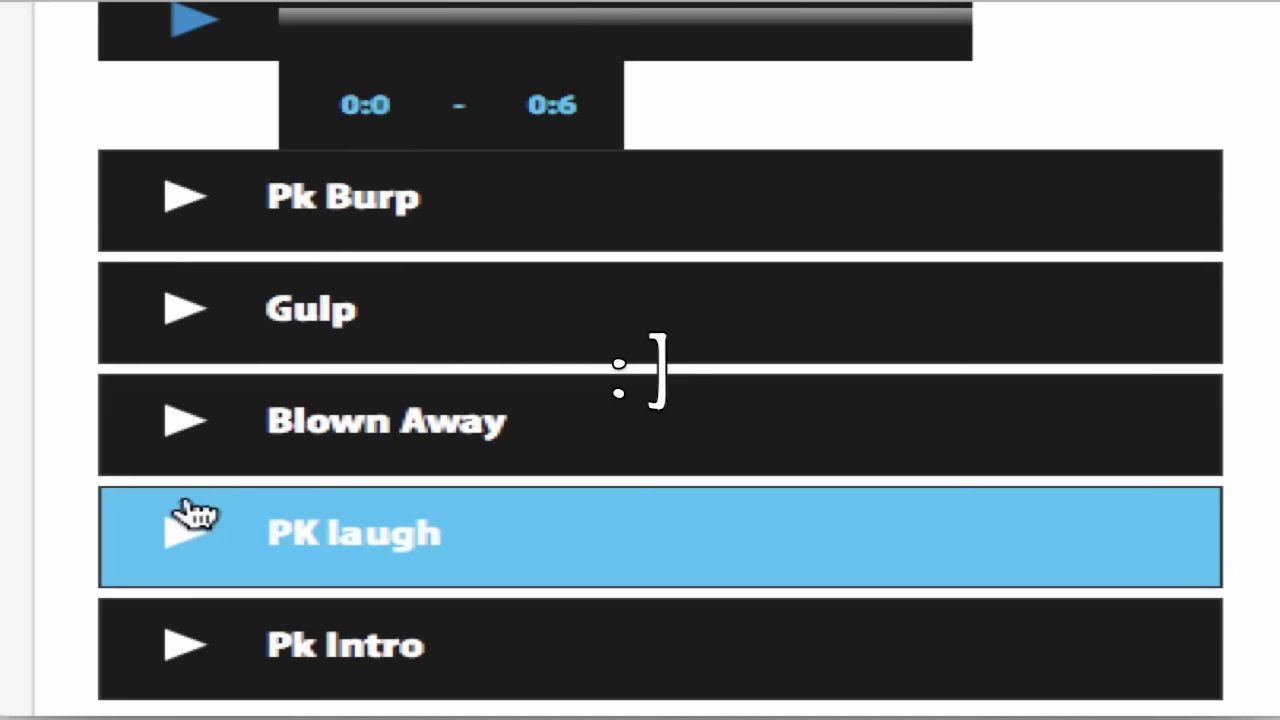 0:0 - 0:6
Pk Burp
Gulp
:]
Blown Away
PK laugh
Pk Intro